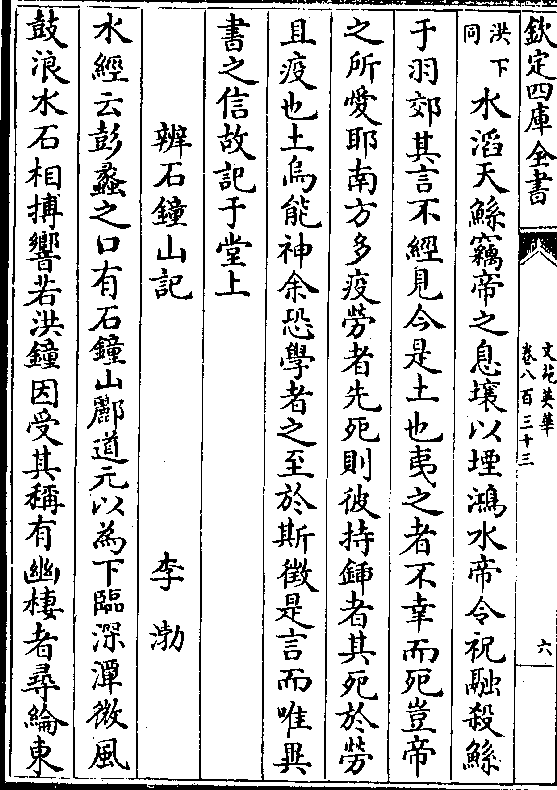 欽定四庫全書
文苑英華
卷八百三十三
六
洪下
同
水滔天鯀竊帝之息壤以堙鴻水帝令祝融殺鯀
于羽郊其言不經見今是土也夷之者不幸而死豈帝
之所愛耶南方多疫勞者先死則彼持鍤者其死於勞
且疫也土烏能神余恐學者之至於斯徵是言而唯異
書之信故記于堂上
辨石鐘山記
李渤
水經云彭蠡之口有石鐘山酈道元以為下臨深潭微風
鼓浪水石相搏響若洪鐘因受其稱有幽棲者尋綸東